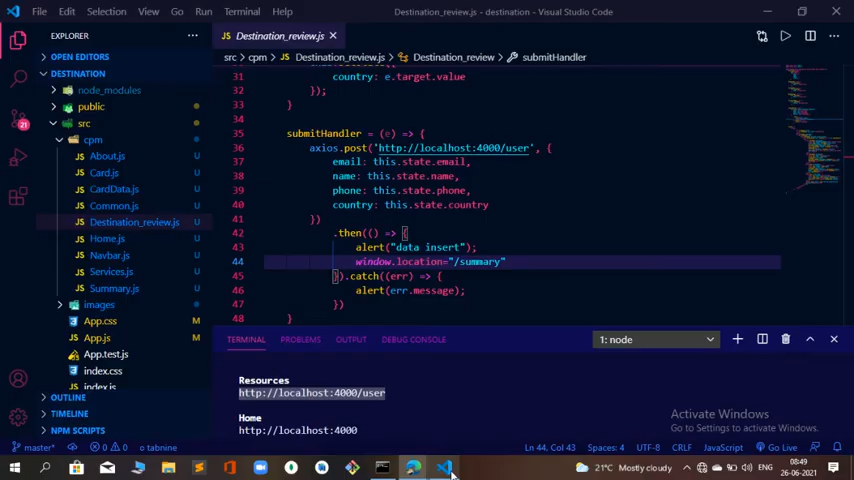 File Edit Selection View Go Run Terminal Help
Destination_review.js - destination - Visual Studio Code
EXPLORER
OPEN EDITORS
DESTINATION
node_modules
public
src
cpm
About.js U
Card.js U
CardData.js U
Common.js U
Destination_review.js U
Home.js U
Navbar.js U
Services.js U
Summary.js U
images
App.css M
App.js M
App.test.js
index.css
index.js
OUTLINE
TIMELINE
NPM SCRIPTS
21
Destination_review.js
src > cpm > Destination_review.js > Destination_review > submitHandler
31 country: e.target.value
32 });
33 }
34
35 submitHandler = (e) => {
36 axios.post('http://localhost:4000/user', {
37 email: this.state.email,
38 name: this.state.name,
39 phone: this.state.phone,
40 country: this.state.country
41 })
42 .then(() => {
43 alert("data insert");
44 window.location="/summary"
45 }).catch((err) => {
46 alert(err.message);
47 })
48 }
TERMINAL PROBLEMS OUTPUT DEBUG CONSOLE
1: node
Resources
http://localhost:4000/user
Home
http://localhost:4000
Activate Windows
Go to Settings to activate Windows.
master* 0 0 tabnine
Ln 44, Col 43 Spaces: 4 UTF-8 CRLF JavaScript Go Live
21°C Mostly cloudy
ENG
08:49
26-06-2021